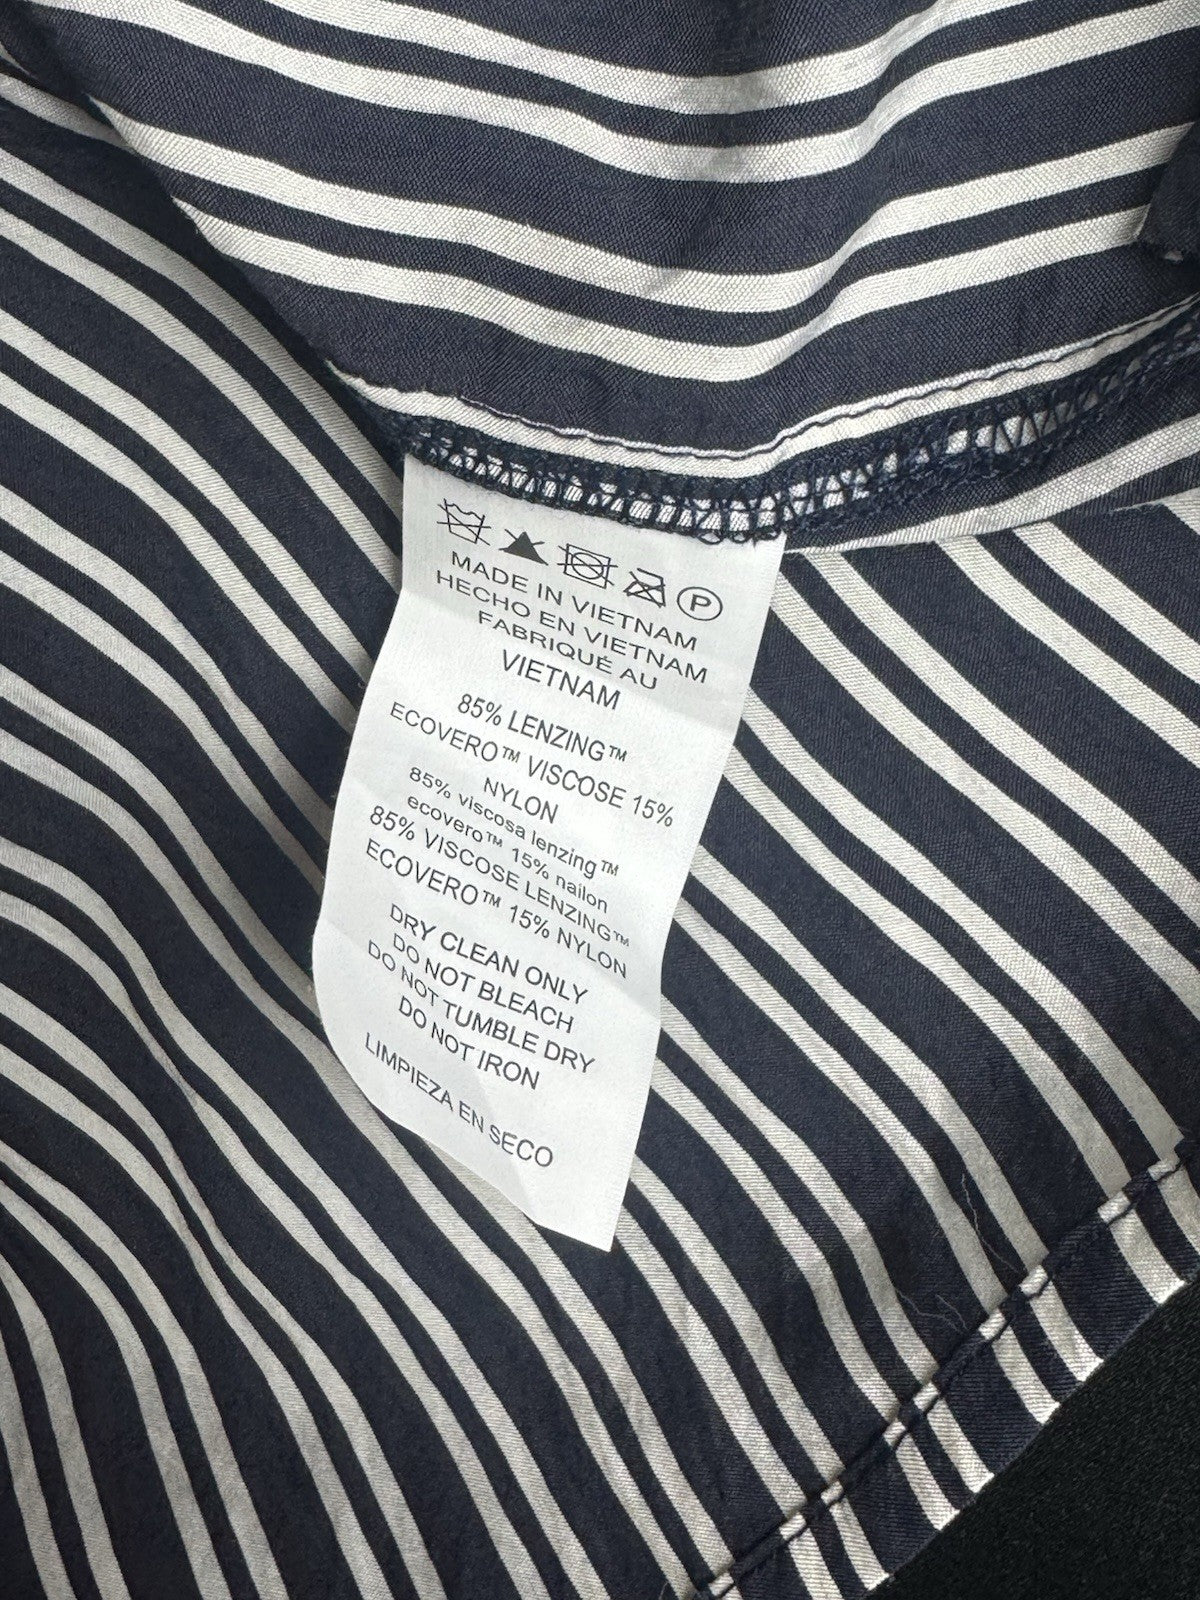 P
MADE IN VIETNAM
HECHO EN VIETNAM
FABRIQUÉ AU
VIETNAM
85% LENZING™
ECOVERO™ VISCOSE 15%
NYLON
85% viscosa lenzing™
ecovero™ 15% nailon
85% VISCOSE LENZING™
ECOVERO™ 15% NYLON
DRY CLEAN ONLY
DO NOT BLEACH
DO NOT TUMBLE DRY
DO NOT IRON
LIMPIEZA EN SECO